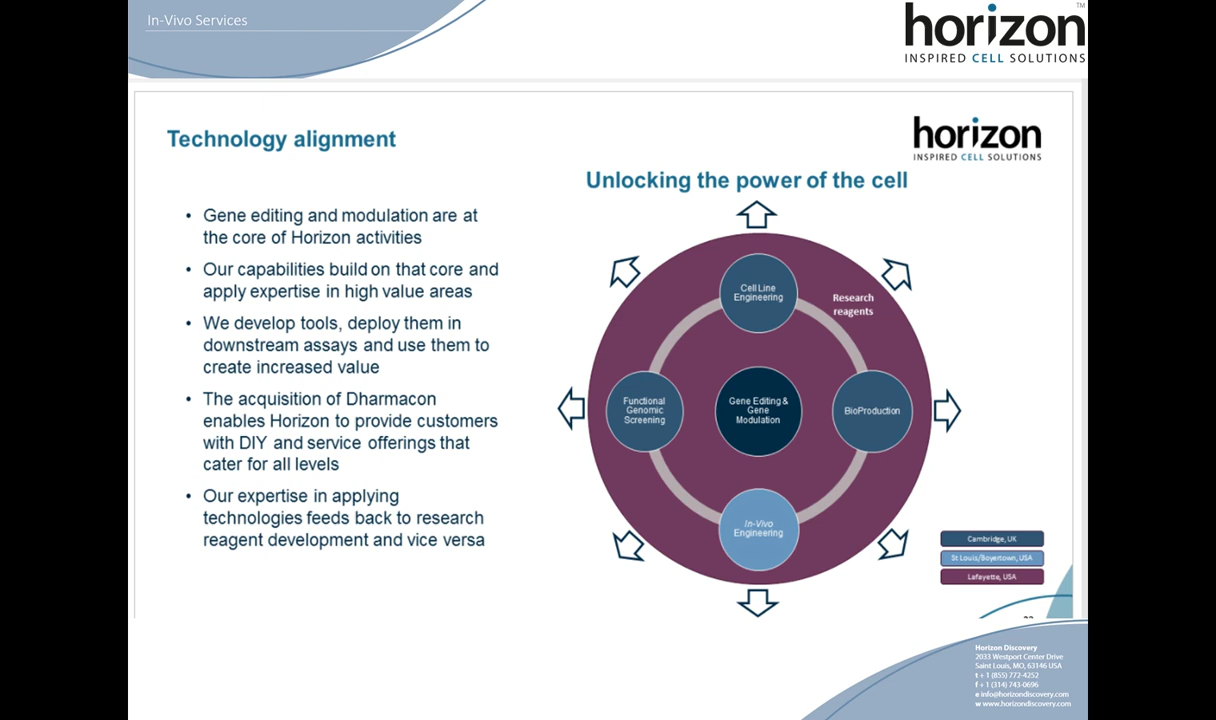 In-Vivo Services
horizon
TM
INSPIRED CELL SOLUTIONS
Technology alignment
horizon
INSPIRED CELL SOLUTIONS
Unlocking the power of the cell
• Gene editing and modulation are at
the core of Horizon activities
• Our capabilities build on that core and
apply expertise in high value areas
• We develop tools, deploy them in
downstream assays and use them to
create increased value
• The acquisition of Dharmacon
enables Horizon to provide customers
with DIY and service offerings that
cater for all levels
• Our expertise in applying
technologies feeds back to research
reagent development and vice versa
Cell Line
Engineering
Research
reagents
Functional
Genomic
Screening
Gene Editing &
Gene
Modulation
BioProduction
In-Vivo
Engineering
Cambridge, UK
St Louis/Boyertown, USA
Lafayette, USA
Horizon Discovery
2033 Westport Center Drive
Saint Louis, MO, 63146 USA
t + 1 (855) 772-4252
f + 1 (314) 743-0696
e info@horizondiscovery.com
w www.horizondiscovery.com